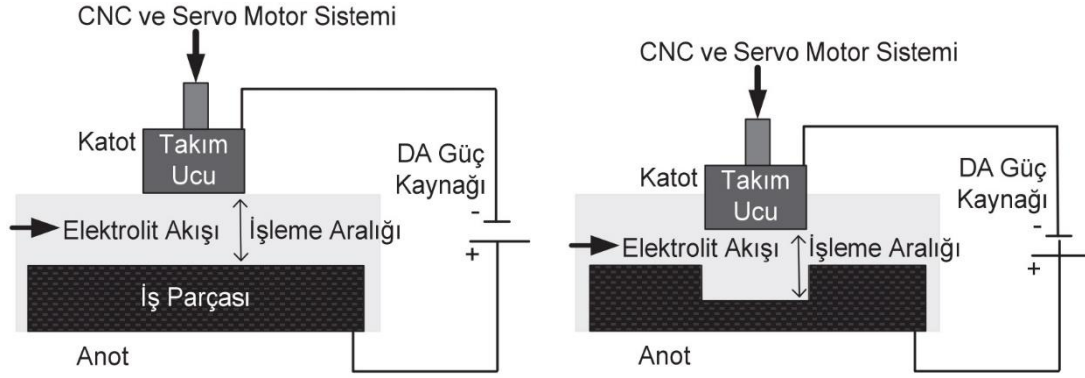 CNC ve Servo Motor Sistemi
Katot
Takım
Ucu
DA Güç
Kaynağı
-
+
Elektrolit Akışı
İşleme Aralığı
İş Parçası
Anot
CNC ve Servo Motor Sistemi
Katot
Takım
Ucu
DA Güç
Kaynağı
-
+
Elektrolit Akışı
İşleme Aralığı
Anot